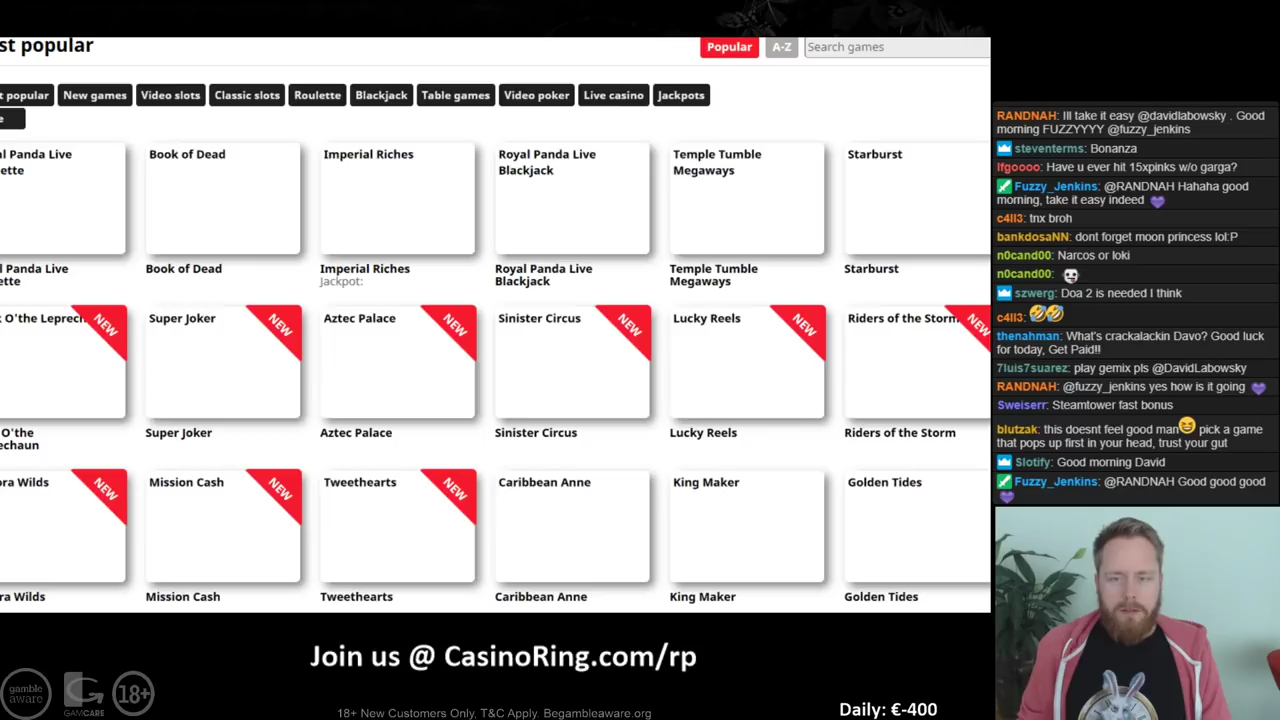 st popular
Popular
A-Z
Search games
t popular
New games
Video slots
Classic slots
Roulette
Blackjack
Table games
Video poker
Live casino
Jackpots
e
al Panda Live
ette
Book of Dead
Imperial Riches
Royal Panda Live
Blackjack
Temple Tumble
Megaways
Starburst
l Panda Live
ette
Book of Dead
Imperial Riches
Jackpot:
Royal Panda Live
Blackjack
Temple Tumble
Megaways
Starburst
k O'the Leprech
NEW
Super Joker
NEW
Aztec Palace
NEW
Sinister Circus
NEW
Lucky Reels
NEW
Riders of the Storm
NEW
O'the
echaun
Super Joker
Aztec Palace
Sinister Circus
Lucky Reels
Riders of the Storm
ora Wilds
NEW
Mission Cash
NEW
Tweethearts
NEW
Caribbean Anne
King Maker
Golden Tides
ra Wilds
Mission Cash
Tweethearts
Caribbean Anne
King Maker
Golden Tides
RANDNAH: Ill take it easy @davidlabowsky . Good
morning FUZZYYYY @fuzzy_jenkins
steventerms: Bonanza
lfgoooo: Have u ever hit 15xpinks w/o garga?
Fuzzy_Jenkins: @RANDNAH Hahaha good
morning, take it easy indeed
c4ll3: tnx broh
bankdosaNN: dont forget moon princess lol:P
n0cand00: Narcos or loki
n0cand00:
szwerg: Doa 2 is needed I think
c4ll3:
thenahman: What's crackalackin Davo? Good luck
for today, Get Paid!!
7luis7suarez: play gemix pls @DavidLabowsky
RANDNAH: @fuzzy_jenkins yes how is it going
Sweiserr: Steamtower fast bonus
blutzak: this doesnt feel good man pick a game
that pops up first in your head, trust your gut
Slotify: Good morning David
Fuzzy_Jenkins: @RANDNAH Good good good
Join us @ CasinoRing.com/rp
gamble
aware
GAMCARE
18+
18+ New Customers Only, T&C Apply. Begambleaware.org
Daily: €-400